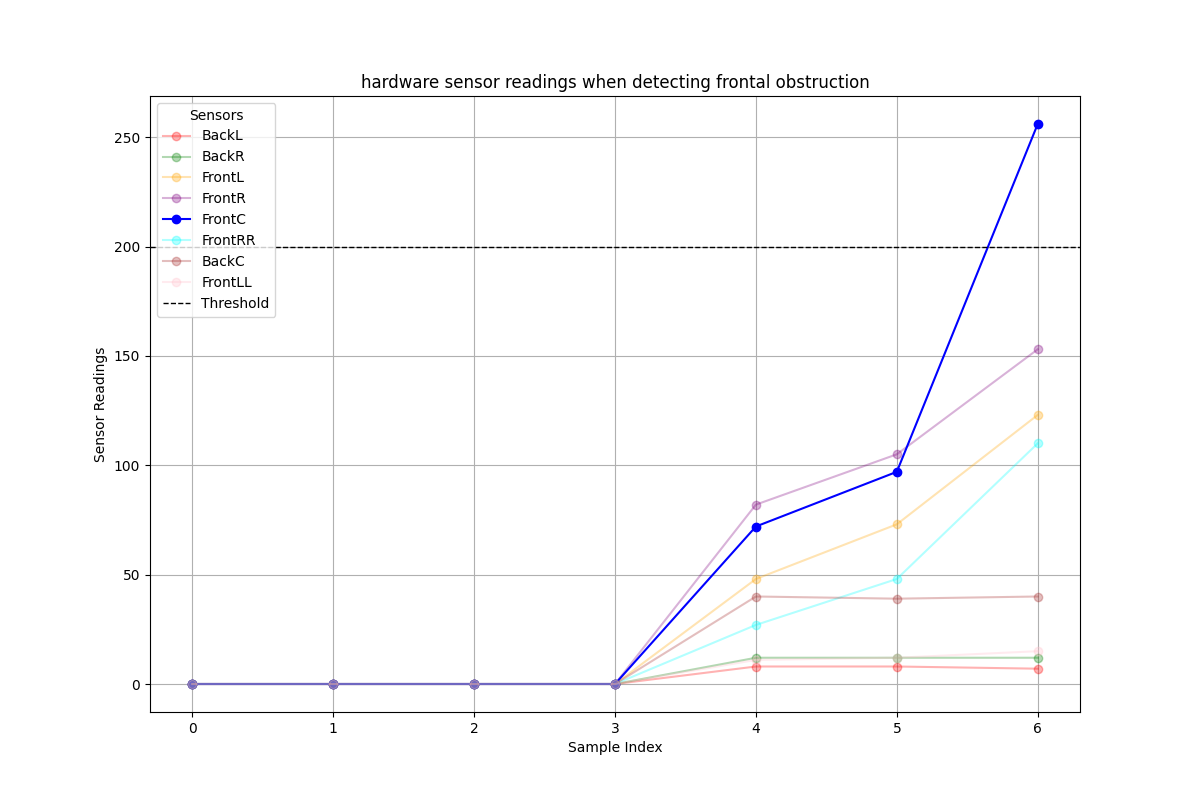 hardware sensor readings when detecting frontal obstruction
Sensors
BackL
BackR
FrontL
FrontR
FrontC
FrontRR
BackC
FrontLL
Threshold
250
200
150
100
50
0
Sensor Readings
0 1 2 3 4 5 6
Sample Index